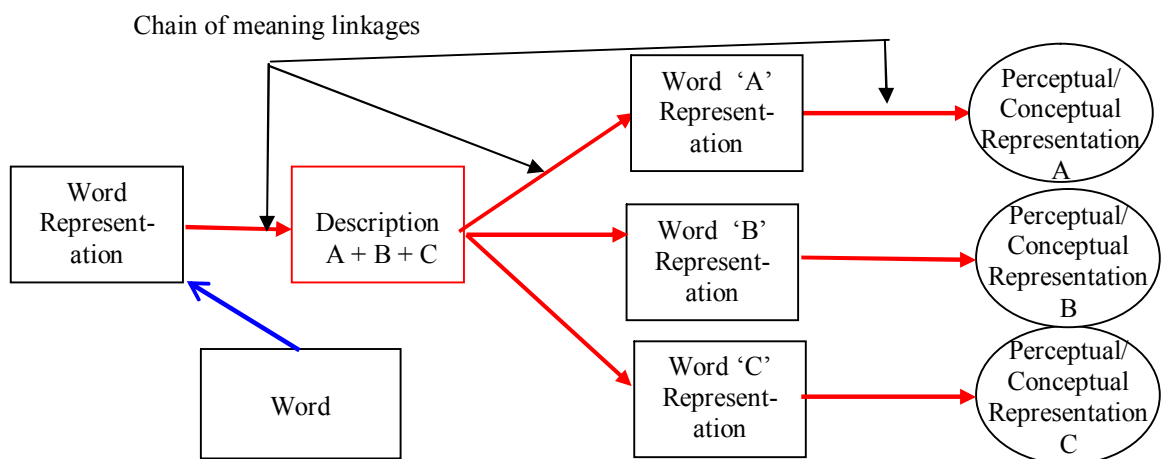 Chain of meaning linkages
Word
Represent-
ation
Description
A + B + C
Word
Word ‘A’
Represent-
ation
Word ‘B’
Represent-
ation
Word ‘C’
Represent-
ation
Perceptual/
Conceptual
Representation
A
Perceptual/
Conceptual
Representation
B
Perceptual/
Conceptual
Representation
C